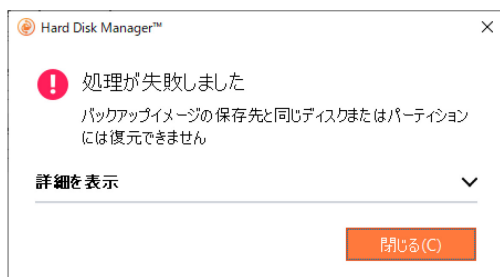 Hard Disk Manager™
処理が失敗しました
バックアップイメージの保存先と同じディスクまたはパーティション
には復元できません
詳細を表示
閉じる(C)